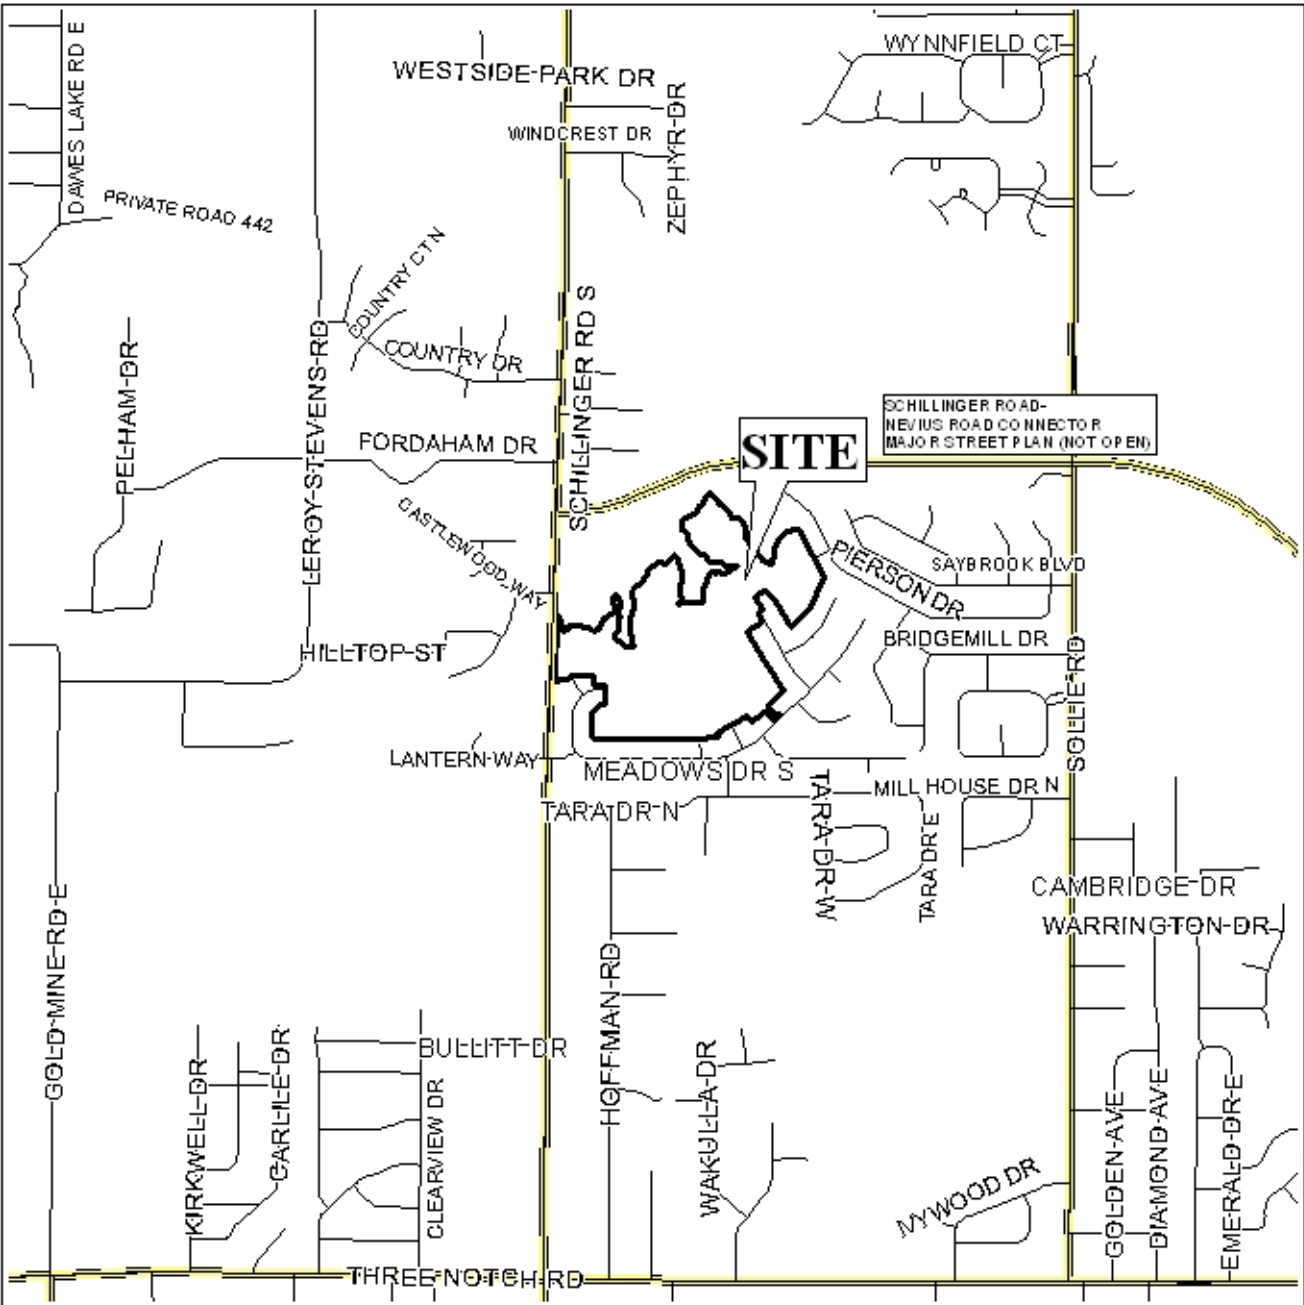 WYNNFIELD CT
DAWES LAKE RD E
WESTSIDE PARK DR
WINDCREST DR
ZEPHYR DR
PRIVATE ROAD 442
COUNTRY CT N
COUNTRY DR
SCHILLINGER RD S
LEROY STEVENS RD
PELHAM DR
FORDAHAM DR
SCHILLINGER ROAD-
NEVIUS ROAD CONNECTOR
MAJOR STREET PLAN (NOT OPEN)
SITE
CASTLEWOOD WAY
PIERSON DR
SAYBROOK BLVD
HILLTOP ST
BRIDGEMILL DR
SOLLIE RD
LANTERN WAY
MEADOWS DR S
MILL HOUSE DR N
TARA DR N
TARA DR W
TARA DR E
CAMBRIDGE DR
WARRINGTON DR
GOLD MINE RD E
HOFFMAN RD
BULLITT DR
KIRKWELL DR
CARLILE DR
CLEARVIEW DR
WAKULLA DR
IVYWOOD DR
GOLDEN AVE
DIAMOND AVE
EMERALD DR E
THREE NOTCH RD